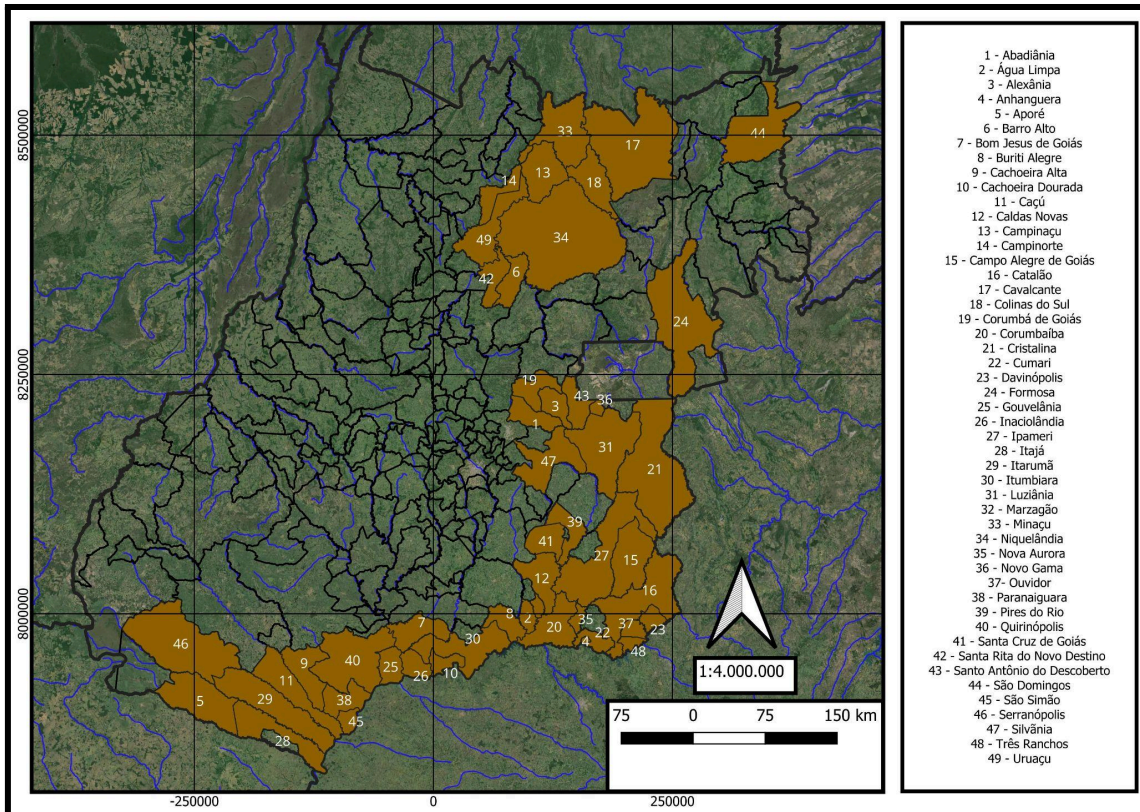 33
17
44
13
14
18
34
49
6
42
24
19
43
36
3
1
31
47
21
39
41
27
15
12
16
8
2
20
35
37
23
7
30
22
4
48
46
9
40
25
26
10
11
29
38
5
45
28
8500000
8250000
8000000
-250000
0
250000
1:4.000.000
75 0 75 150 km
1 - Abadiânia
2 - Água Limpa
3 - Alexânia
4 - Anhanguera
5 - Aporé
6 - Barro Alto
7 - Bom Jesus de Goiás
8 - Buriti Alegre
9 - Cachoeira Alta
10 - Cachoeira Dourada
11 - Caçú
12 - Caldas Novas
13 - Campinaçu
14 - Campinorte
15 - Campo Alegre de Goiás
16 - Catalão
17 - Cavalcante
18 - Colinas do Sul
19 - Corumbá de Goiás
20 - Corumbaíba
21 - Cristalina
22 - Cumari
23 - Davinópolis
24 - Formosa
25 - Gouvelânia
26 - Inaciolândia
27 - Ipameri
28 - Itajá
29 - Itarumã
30 - Itumbiara
31 - Luziânia
32 - Marzagão
33 - Minaçu
34 - Niquelândia
35 - Nova Aurora
36 - Novo Gama
37- Ouvidor
38 - Paranaiguara
39 - Pires do Rio
40 - Quirinópolis
41 - Santa Cruz de Goiás
42 - Santa Rita do Novo Destino
43 - Santo Antônio do Descoberto
44 - São Domingos
45 - São Simão
46 - Serranópolis
47 - Silvânia
48 - Três Ranchos
49 - Uruaçu